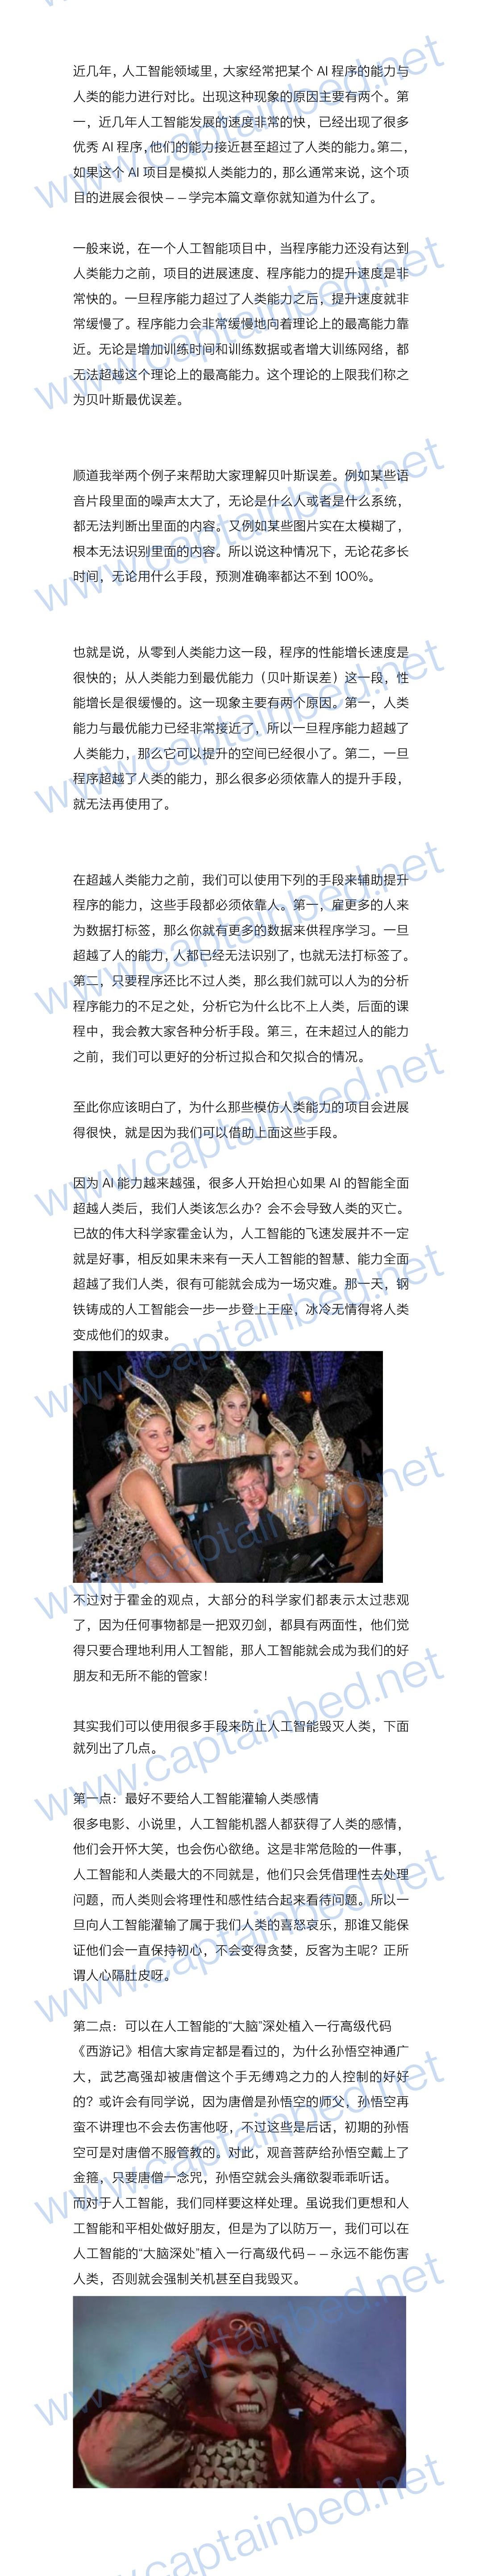 近几年，人工智能领域里，大家经常把某个 AI 程序的能力与
人类的能力进行对比。出现这种现象的原因主要有两个。第
一，近几年人工智能发展的速度非常的快，已经出现了很多
优秀 AI 程序，他们的能力接近甚至超过了人类的能力。第二，
如果这个 AI 项目是模拟人类能力的，那么通常来说，这个项
目的进展会很快——学完本篇文章你就知道为什么了。
一般来说，在一个人工智能项目中，当程序能力还没有达到
人类能力之前，项目的进展速度、程序能力的提升速度是非
常快的。一旦程序能力超过了人类能力之后，提升速度就非
常缓慢了。程序能力会非常缓慢地向着理论上的最高能力靠
近。无论是增加训练时间和训练数据或者增大训练网络，都
无法超越这个理论上的最高能力。这个理论的上限我们称之
为贝叶斯最优误差。
顺道我举两个例子来帮助大家理解贝叶斯误差。例如某些语
音片段里面的噪声太大了，无论是什么人或者是什么系统，
都无法判断出里面的内容。又例如某些图片实在太模糊了，
根本无法识别里面的内容。所以说这种情况下，无论花多长
时间，无论用什么手段，预测准确率都达不到 100%。
也就是说，从零到人类能力这一段，程序的性能增长速度是
很快的；从人类能力到最优能力（贝叶斯误差）这一段，性
能增长是很缓慢的。这一现象主要有两个原因。第一，人类
能力与最优能力已经非常接近了，所以一旦程序能力超越了
人类能力，那么它可以提升的空间已经很小了。第二，一旦
程序超越了人类的能力，那么很多必须依靠人的提升手段，
就无法再使用了。
在超越人类能力之前，我们可以使用下列的手段来辅助提升
程序的能力，这些手段都必须依靠人。第一，雇更多的人来
为数据打标签，那么你就有更多的数据来供程序学习。一旦
超越了人的能力，人都已经无法识别了，也就无法打标签了。
第二，只要程序还比不过人类，那么我们就可以人为的分析
程序能力的不足之处，分析它为什么比不上人类，后面的课
程中，我会教大家各种分析手段。第三，在未超过人的能力
之前，我们可以更好的分析过拟合和欠拟合的情况。
至此你应该明白了，为什么那些模仿人类能力的项目会进展
得很快，就是因为我们可以借助上面这些手段。
因为 AI 能力越来越强，很多人开始担心如果 AI 的智能全面
超越人类后，我们人类该怎么办？会不会导致人类的灭亡。
已故的伟大科学家霍金认为，人工智能的飞速发展并不一定
就是好事，相反如果未来有一天人工智能的智慧、能力全面
超越了我们人类，很有可能就会成为一场灾难。那一天，钢
铁铸成的人工智能会一步一步登上王座，冰冷无情得将人类
变成他们的奴隶。
不过对于霍金的观点，大部分的科学家们都表示太过悲观
了，因为任何事物都是一把双刃剑，都具有两面性，他们觉
得只要合理地利用人工智能，那人工智能就会成为我们的好
朋友和无所不能的管家！
其实我们可以使用很多手段来防止人工智能毁灭人类，下面
就列出了几点。
第一点：最好不要给人工智能灌输人类感情
很多电影、小说里，人工智能机器人都获得了人类的感情，
他们会开怀大笑，也会伤心欲绝。这是非常危险的一件事，
人工智能和人类最大的不同就是，他们只会凭借理性去处理
问题，而人类则会将理性和感性结合起来看待问题。所以一
旦向人工智能灌输了属于我们人类的喜怒哀乐，那谁又能保
证他们会一直保持初心，不会变得贪婪，反客为主呢？正所
谓人心隔肚皮呀。
第二点：可以在人工智能的“大脑”深处植入一行高级代码
《西游记》相信大家肯定都是看过的，为什么孙悟空神通广
大，武艺高强却被唐僧这个手无缚鸡之力的人控制的好好
的？或许会有同学说，因为唐僧是孙悟空的师父，孙悟空再
蛮不讲理也不会去伤害他呀，不过这些是后话，初期的孙悟
空可是对唐僧不服管教的。对此，观音菩萨给孙悟空戴上了
金箍，只要唐僧一念咒，孙悟空就会头痛欲裂乖乖听话。
而对于人工智能，我们同样要这样处理。虽说我们更想和人
工智能和平相处做好朋友，但是为了以防万一，我们可以在
人工智能的“大脑深处”植入一行高级代码——永远不能伤害
人类，否则就会强制关机甚至自我毁灭。
www.captainbed.net
www.captainbed.net
www.captainbed.net
www.captainbed.net
www.captainbed.net
www.captainbed.net
www.captainbed.net
www.captainbed.net
www.captainbed.net
www.captainbed.net
www.captainbed.net
www.captainbed.net